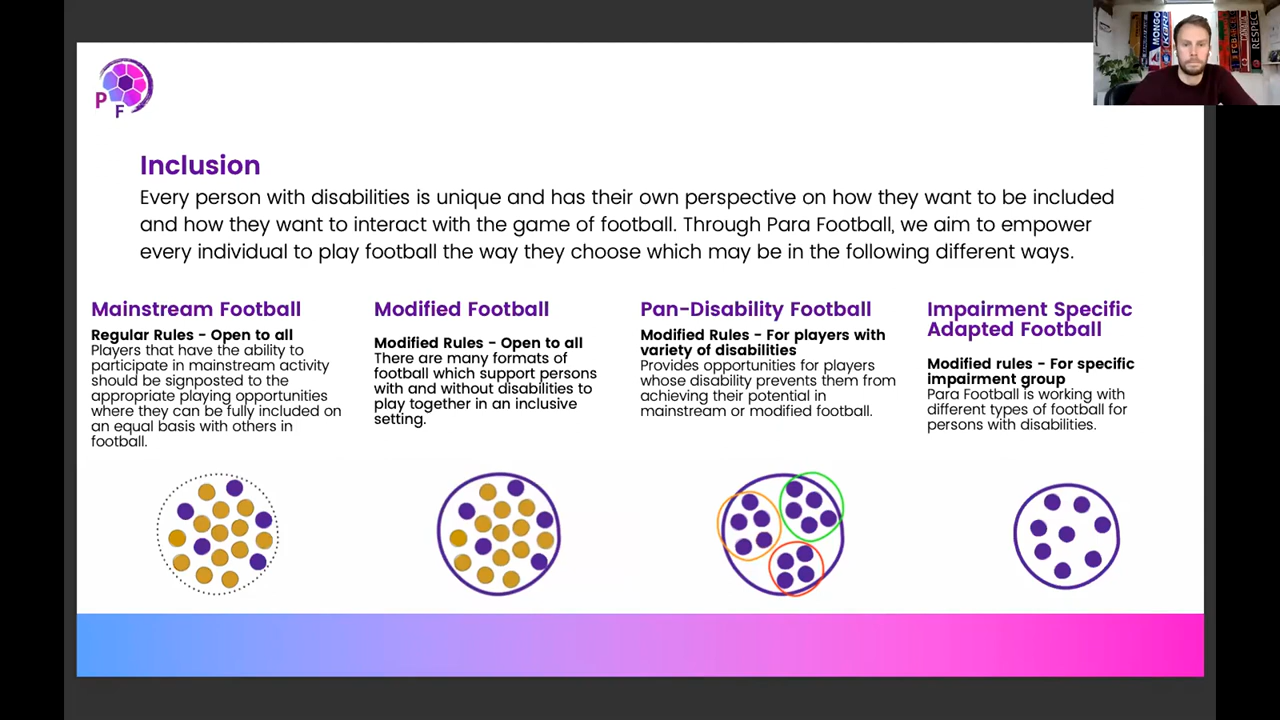 P
F
Inclusion
Every person with disabilities is unique and has their own perspective on how they want to be included
and how they want to interact with the game of football. Through Para Football, we aim to empower
every individual to play football the way they choose which may be in the following different ways.
Mainstream Football
Regular Rules - Open to all
Players that have the ability to
participate in mainstream activity
should be signposted to the
appropriate playing opportunities
where they can be fully included on
an equal basis with others in
football.
Modified Football
Modified Rules - Open to all
There are many formats of
football which support persons
with and without disabilities to
play together in an inclusive
setting.
Pan-Disability Football
Modified Rules - For players with
variety of disabilities
Provides opportunities for players
whose disability prevents them from
achieving their potential in
mainstream or modified football.
Impairment Specific
Adapted Football
Modified rules - For specific
impairment group
Para Football is working with
different types of football for
persons with disabilities.
MONGO
RESPEC